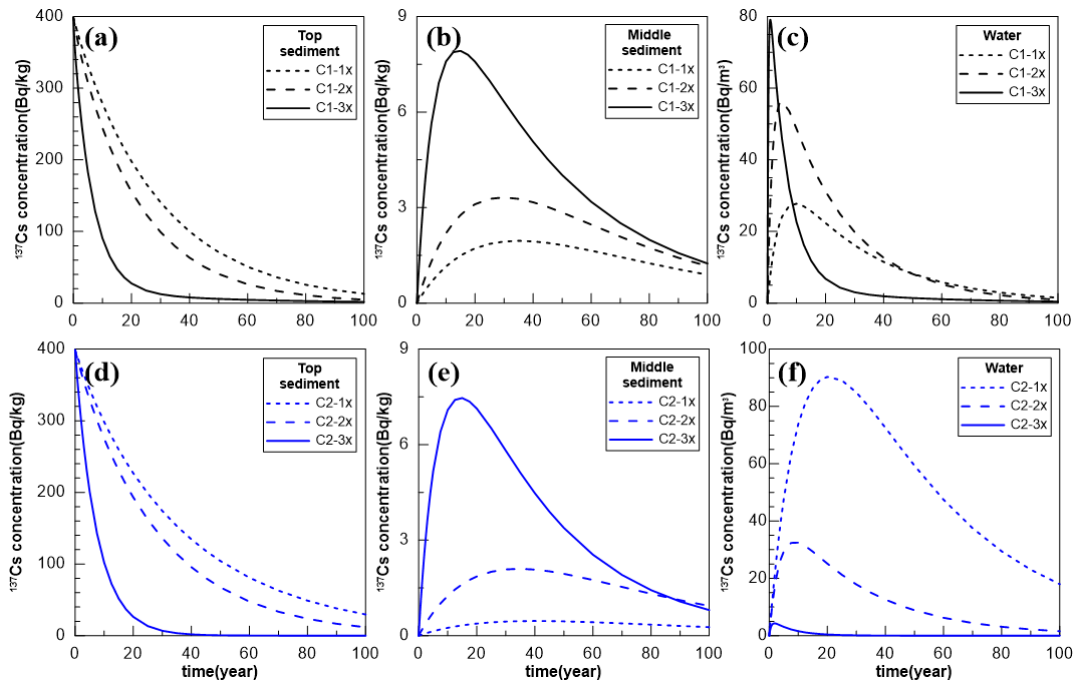 400
300
200
100
0
0
20
40
60
80
100
¹³⁷Cs concentration(Bq/kg)
(a)
Top
sediment
C1-1x
C1-2x
C1-3x
9
6
3
0
0
20
40
60
80
100
¹³⁷Cs concentration(Bq/kg)
(b)
Middle
sediment
C1-1x
C1-2x
C1-3x
80
60
40
20
0
0
20
40
60
80
100
¹³⁷Cs concentration(Bq/m³)
(c)
Water
C1-1x
C1-2x
C1-3x
400
300
200
100
0
0
20
40
60
80
100
¹³⁷Cs concentration(Bq/kg)
time(year)
(d)
Top
sediment
C2-1x
C2-2x
C2-3x
9
6
3
0
0
20
40
60
80
100
¹³⁷Cs concentration(Bq/kg)
time(year)
(e)
Middle
sediment
C2-1x
C2-2x
C2-3x
100
80
60
40
20
0
0
20
40
60
80
100
¹³⁷Cs concentration(Bq/m³)
time(year)
(f)
Water
C2-1x
C2-2x
C2-3x